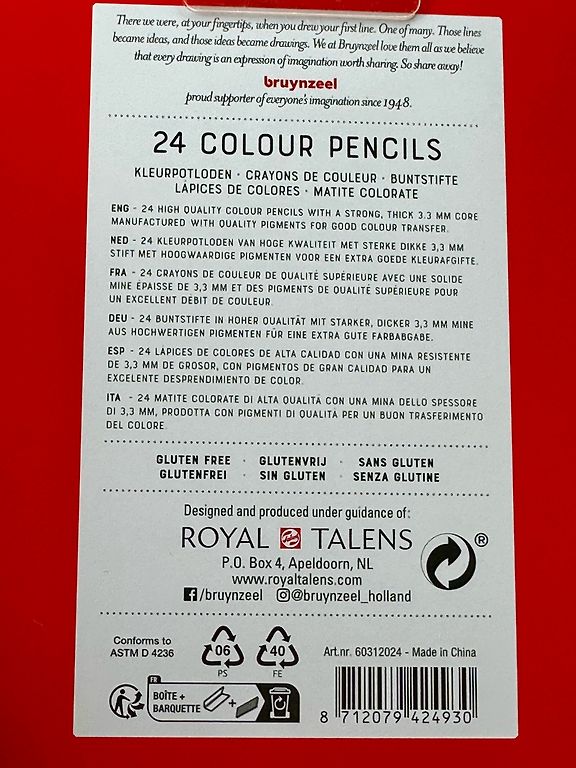 There we were, at your fingertips, when you drew your first line. One of many. Those lines
became ideas, and those ideas became drawings. We at Bruynzeel love them all as we believe
that every drawing is an expression of imagination worth sharing. So share away!
bruynzeel
proud supporter of everyone's imagination since 1948.
24 COLOUR PENCILS
KLEURPOTLODEN · CRAYONS DE COULEUR · BUNTSTIFTE
LÁPICES DE COLORES · MATITE COLORATE
ENG - 24 HIGH QUALITY COLOUR PENCILS WITH A STRONG, THICK 3.3 MM CORE
MANUFACTURED WITH QUALITY PIGMENTS FOR GOOD COLOUR TRANSFER.
NED - 24 KLEURPOTLODEN VAN HOGE KWALITEIT MET STERKE DIKKE 3,3 MM
STIFT MET HOOGWAARDIGE PIGMENTEN VOOR EEN EXTRA GOEDE KLEURAFGIFTE.
FRA - 24 CRAYONS DE COULEUR DE QUALITÉ SUPÉRIEURE AVEC UNE SOLIDE
MINE ÉPAISSE DE 3,3 MM ET DES PIGMENTS DE QUALITÉ SUPÉRIEURE POUR
UN EXCELLENT DÉBIT DE COULEUR.
DEU - 24 BUNTSTIFTE IN HOHER QUALITÄT MIT STARKER, DICKER 3,3 MM MINE
AUS HOCHWERTIGEN PIGMENTEN FÜR EINE EXTRA GUTE FARBABGABE.
ESP - 24 LÁPICES DE COLORES DE ALTA CALIDAD CON UNA MINA RESISTENTE
DE 3,3 MM DE GROSOR, CON PIGMENTOS DE GRAN CALIDAD PARA UN
EXCELENTE DESPRENDIMIENTO DE COLOR.
ITA - 24 MATITE COLORATE DI ALTA QUALITÀ CON UNA MINA DELLO SPESSORE
DI 3,3 MM, PRODOTTA CON PIGMENTI DI QUALITÀ PER UN BUON TRASFERIMENTO
DEL COLORE.
GLUTEN FREE · GLUTENVRIJ · SANS GLUTEN
GLUTENFREI · SIN GLUTEN · SENZA GLUTINE
Designed and produced under guidance of:
ROYAL TALENS
P.O. Box 4, Apeldoorn, NL
www.royaltalens.com
/bruynzeel @bruynzeel_holland
®
Conforms to
ASTM D 4236
06
PS
40
FE
Art.nr. 60312024 - Made in China
FR
BOÎTE +
BARQUETTE
+
8 712079 424930